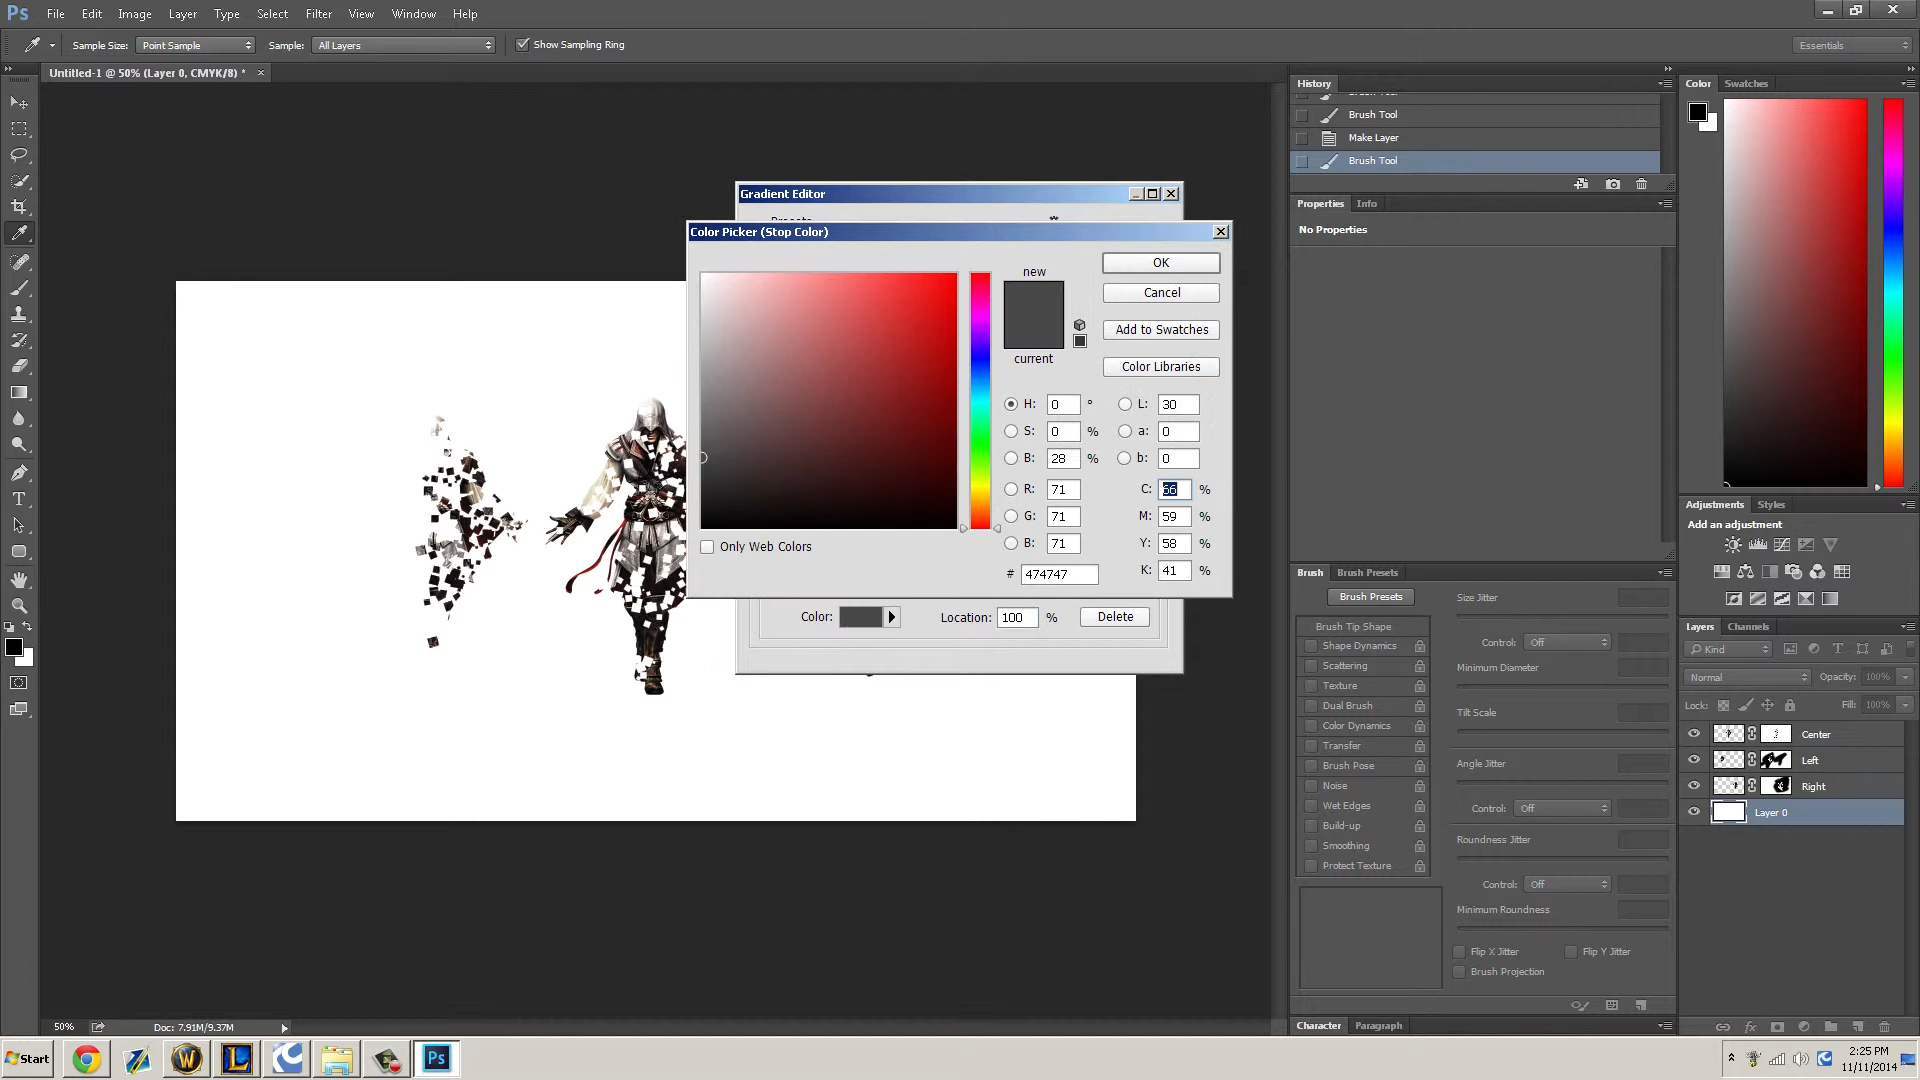 Ps File Edit Image Layer Type Select Filter View Window Help
Sample Size: Point Sample Sample: All Layers Show Sampling Ring Essentials
Untitled-1 @ 50% (Layer 0, CMYK/8) * ×
History
Brush Tool
Brush Tool
Make Layer
Brush Tool
Properties Info
No Properties
Color Swatches
Gradient Editor
Presets
Color Picker (Stop Color)
new
current
OK
Cancel
Add to Swatches
Color Libraries
H: 0 ° L: 30
S: 0 % a: 0
B: 28 % b: 0
R: 71 C: 66 %
G: 71 M: 59 %
B: 71 Y: 58 %
# 474747 K: 41 %
Only Web Colors
Color: Location: 100 % Delete
Adjustments Styles
Add an adjustment
Brush Brush Presets
Brush Presets
Brush Tip Shape
Shape Dynamics
Scattering
Texture
Dual Brush
Color Dynamics
Transfer
Brush Pose
Noise
Wet Edges
Build-up
Smoothing
Protect Texture
Size Jitter
Control: Off
Minimum Diameter
Tilt Scale
Angle Jitter
Control: Off
Roundness Jitter
Control: Off
Minimum Roundness
Flip X Jitter Flip Y Jitter
Brush Projection
Layers Channels
Kind
Normal Opacity: 100%
Lock: Fill: 100%
Center
Left
Right
Layer 0
fx
Character Paragraph
50% Doc: 7.91M/9.37M
Start W L Ps
2:25 PM
11/11/2014